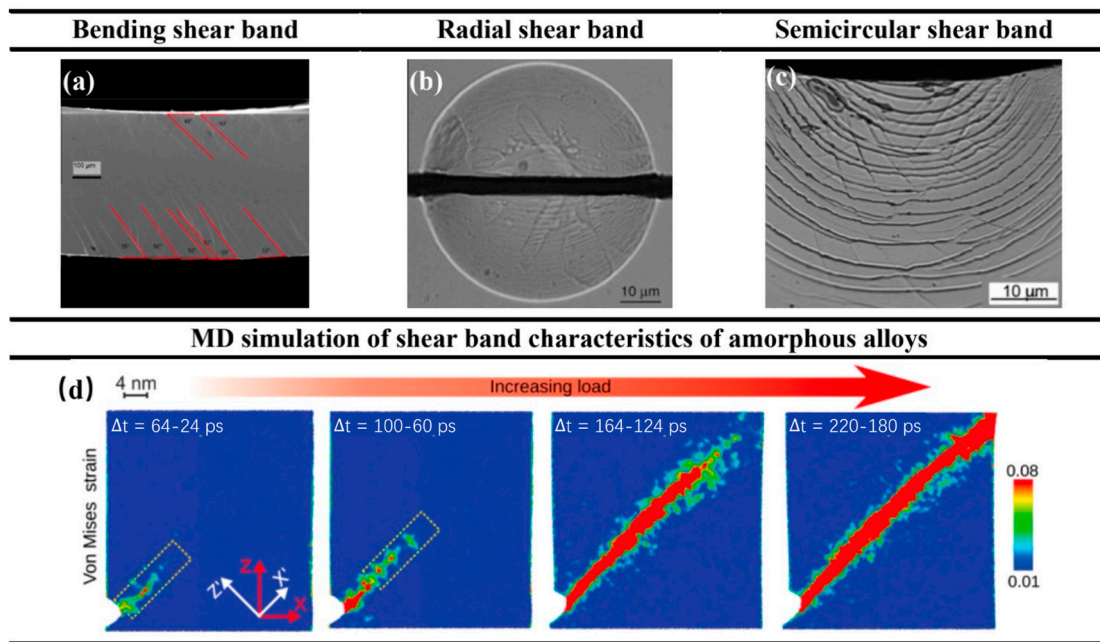 Bending shear band
Radial shear band
Semicircular shear band
(a)
100 μm
(b)
10 μm
(c)
10 μm
MD simulation of shear band characteristics of amorphous alloys
(d)
4 nm
Increasing load
Von Mises strain
Δt = 64-24 ps
Δt = 100-60 ps
Δt = 164-124 ps
Δt = 220-180 ps
Z'
Z
X'
X
0.08
0.01